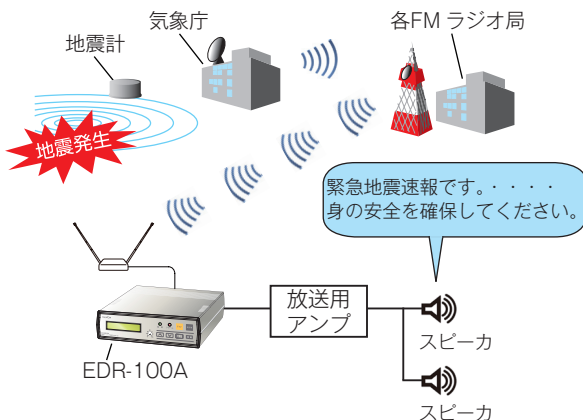 気象庁
各FM ラジオ局
地震計
地震発生
緊急地震速報です。・・・・
身の安全を確保してください。
放送用
アンプ
スピーカ
EDR-100A
スピーカ